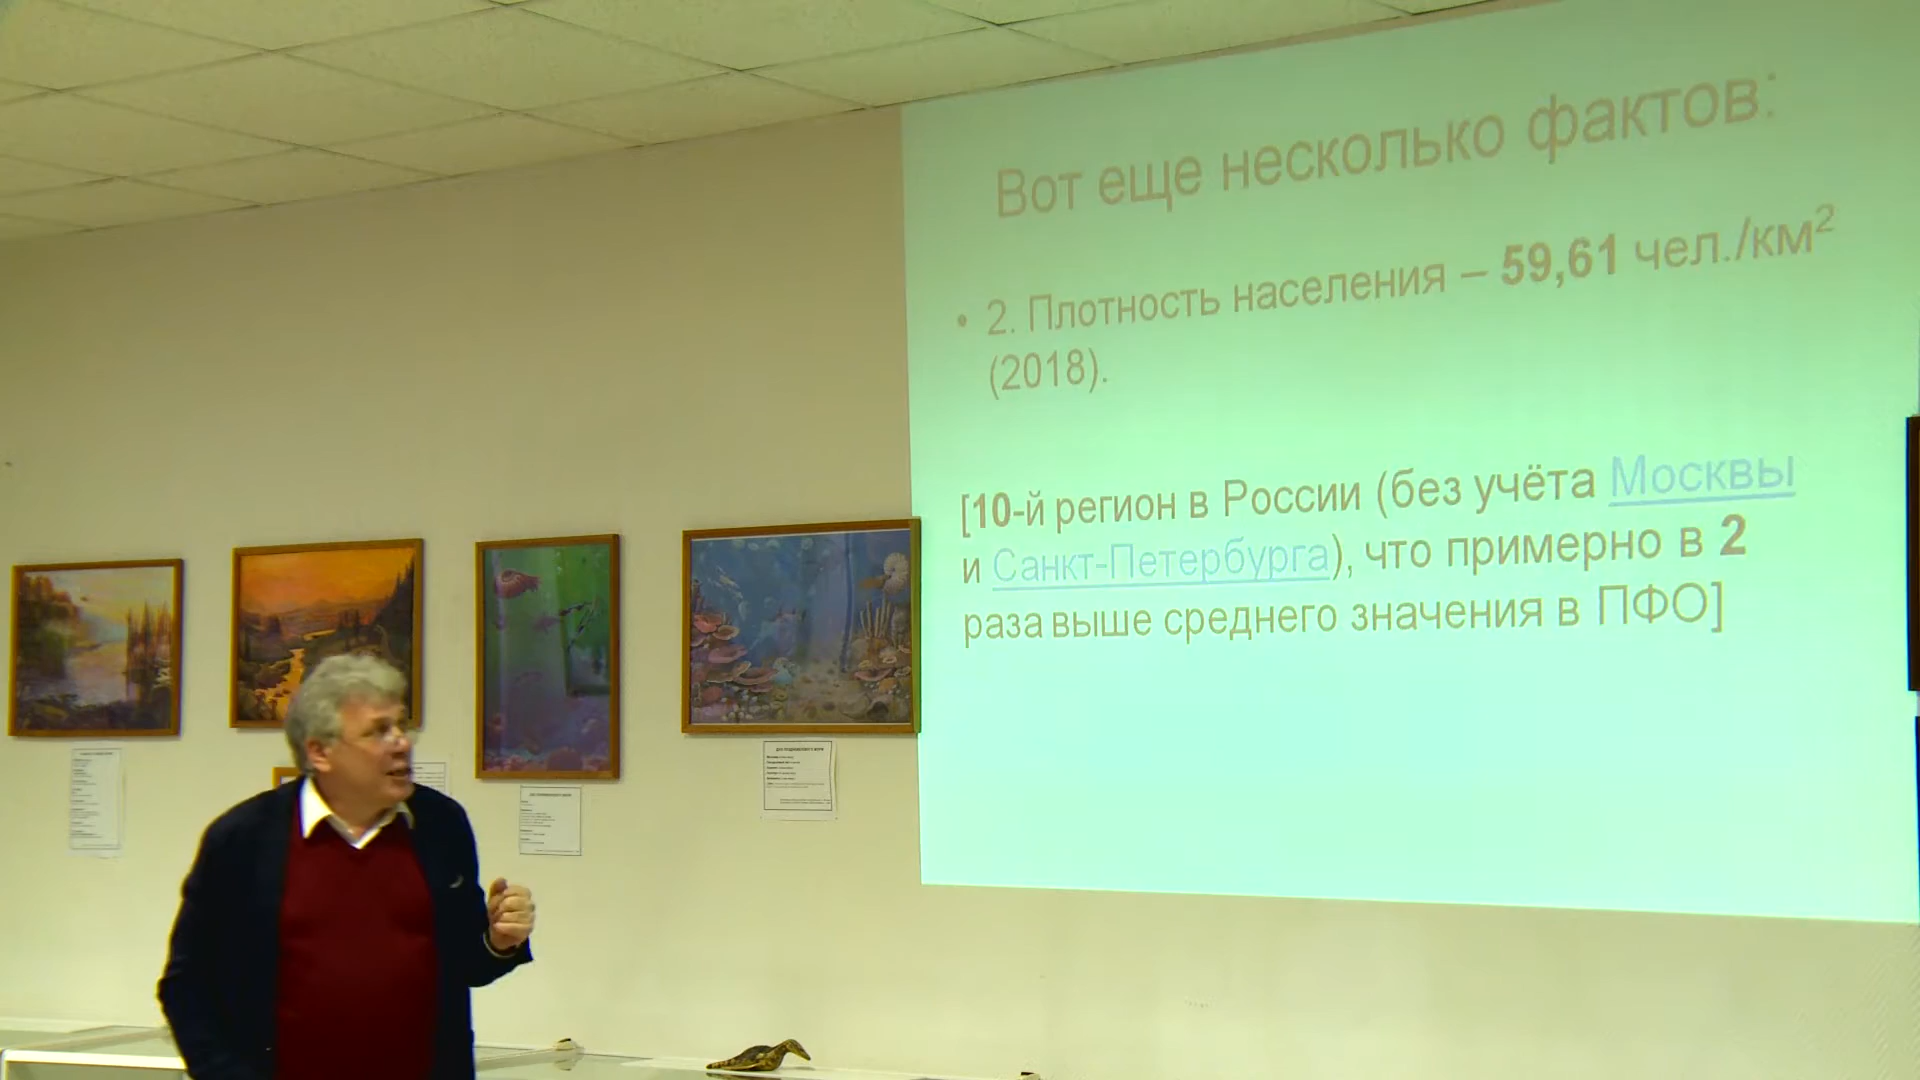 Вот еще несколько фактов:
• 2. Плотность населения – 59,61 чел./км²
(2018).
[10-й регион в России (без учёта Москвы
и Санкт-Петербурга), что примерно в 2
раза выше среднего значения в ПФО]